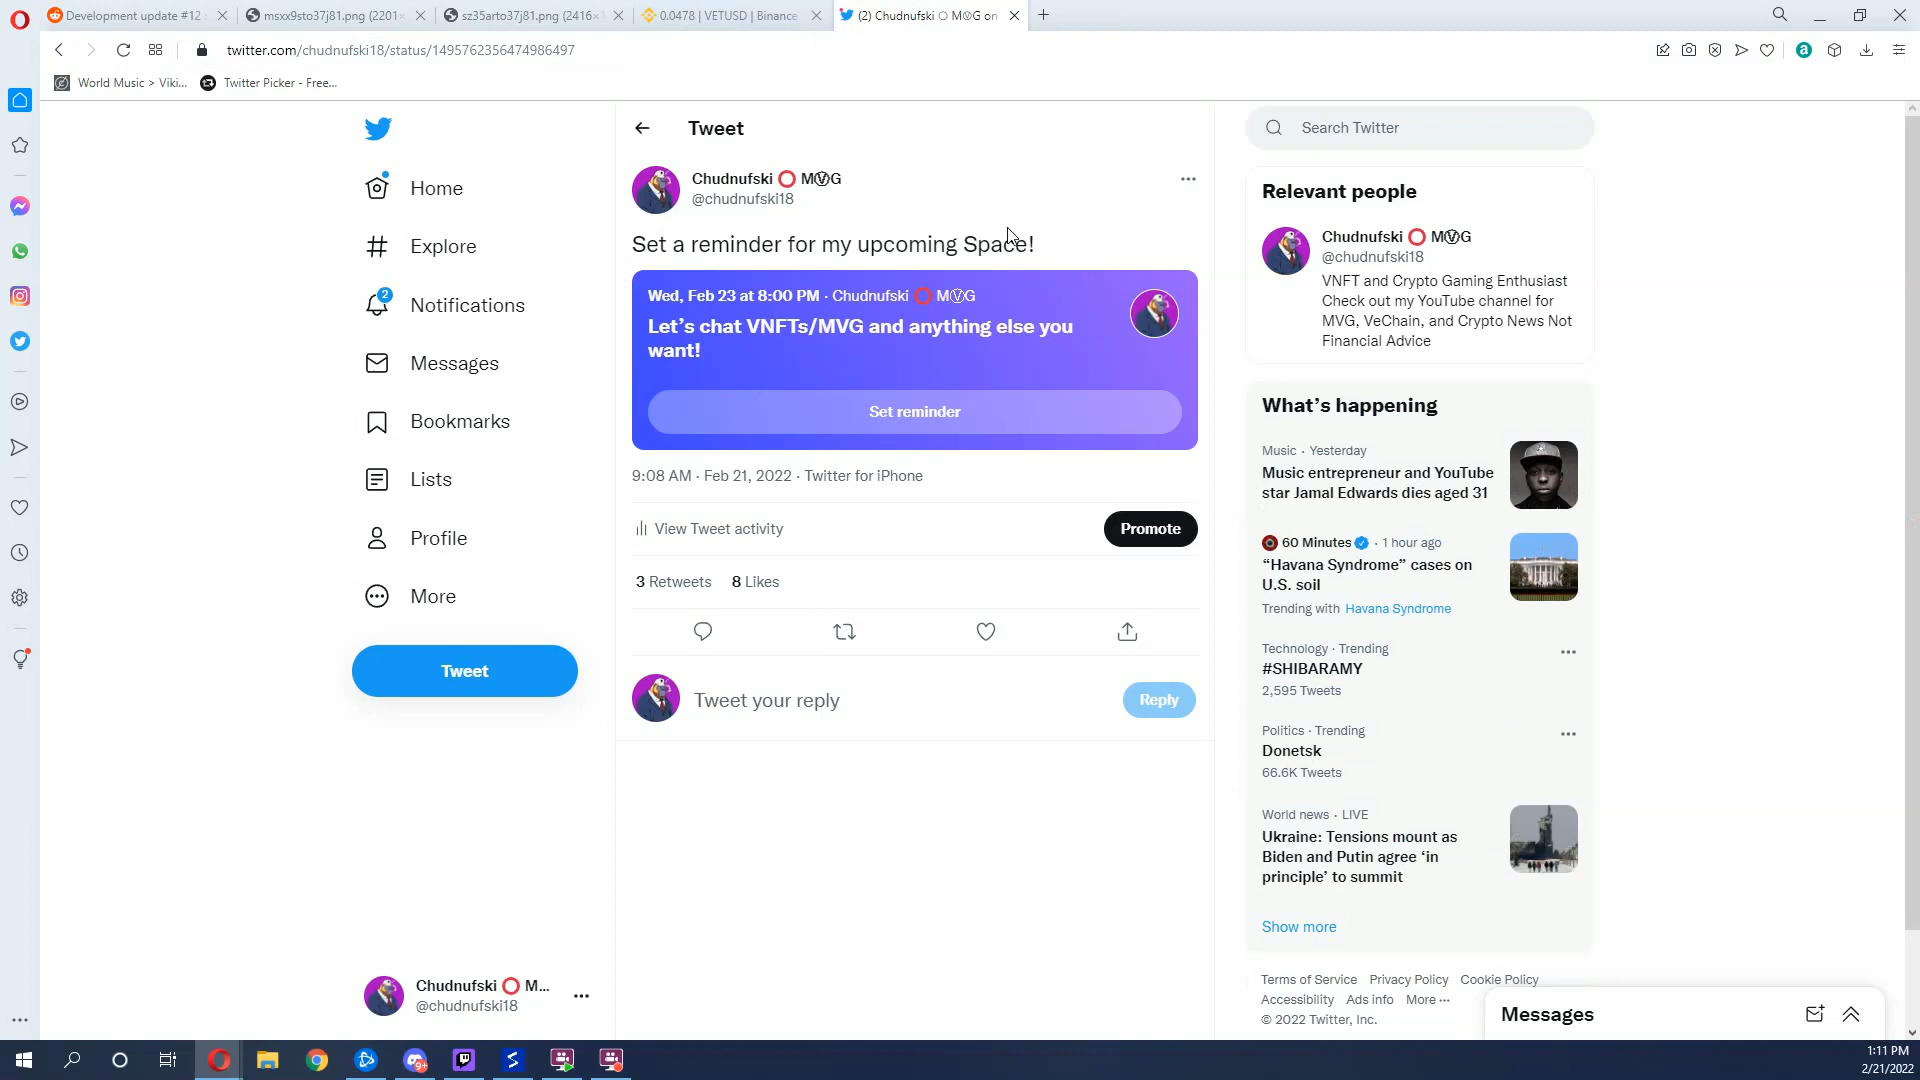 Development update #12
msxx9sto37j81.png (2201×
sz35arto37j81.png (2416×
0.0478 | VETUSD | Binance
(2) Chudnufski ⭕ MⓋG on
twitter.com/chudnufski18/status/1495762356474986497
World Music > Viki...
Twitter Picker - Free...
Home
Explore
2
Notifications
Messages
Bookmarks
Lists
Profile
More
Tweet
Chudnufski ⭕ M...
@chudnufski18
Tweet
Chudnufski ⭕ MⓋG
@chudnufski18
Set a reminder for my upcoming Space!
Wed, Feb 23 at 8:00 PM · Chudnufski ⭕ MⓋG
Let’s chat VNFTs/MVG and anything else you
want!
Set reminder
9:08 AM · Feb 21, 2022 · Twitter for iPhone
View Tweet activity
Promote
3 Retweets 8 Likes
Tweet your reply
Reply
Search Twitter
Relevant people
Chudnufski ⭕ MⓋG
@chudnufski18
VNFT and Crypto Gaming Enthusiast
Check out my YouTube channel for
MVG, VeChain, and Crypto News Not
Financial Advice
What’s happening
Music · Yesterday
Music entrepreneur and YouTube
star Jamal Edwards dies aged 31
60 Minutes · 1 hour ago
“Havana Syndrome” cases on
U.S. soil
Trending with Havana Syndrome
Technology · Trending
#SHIBARAMY
2,595 Tweets
Politics · Trending
Donetsk
66.6K Tweets
World news · LIVE
Ukraine: Tensions mount as
Biden and Putin agree ‘in
principle’ to summit
Show more
Terms of Service Privacy Policy Cookie Policy
Accessibility Ads info More ···
© 2022 Twitter, Inc.
Messages
9+
1:11 PM
2/21/2022